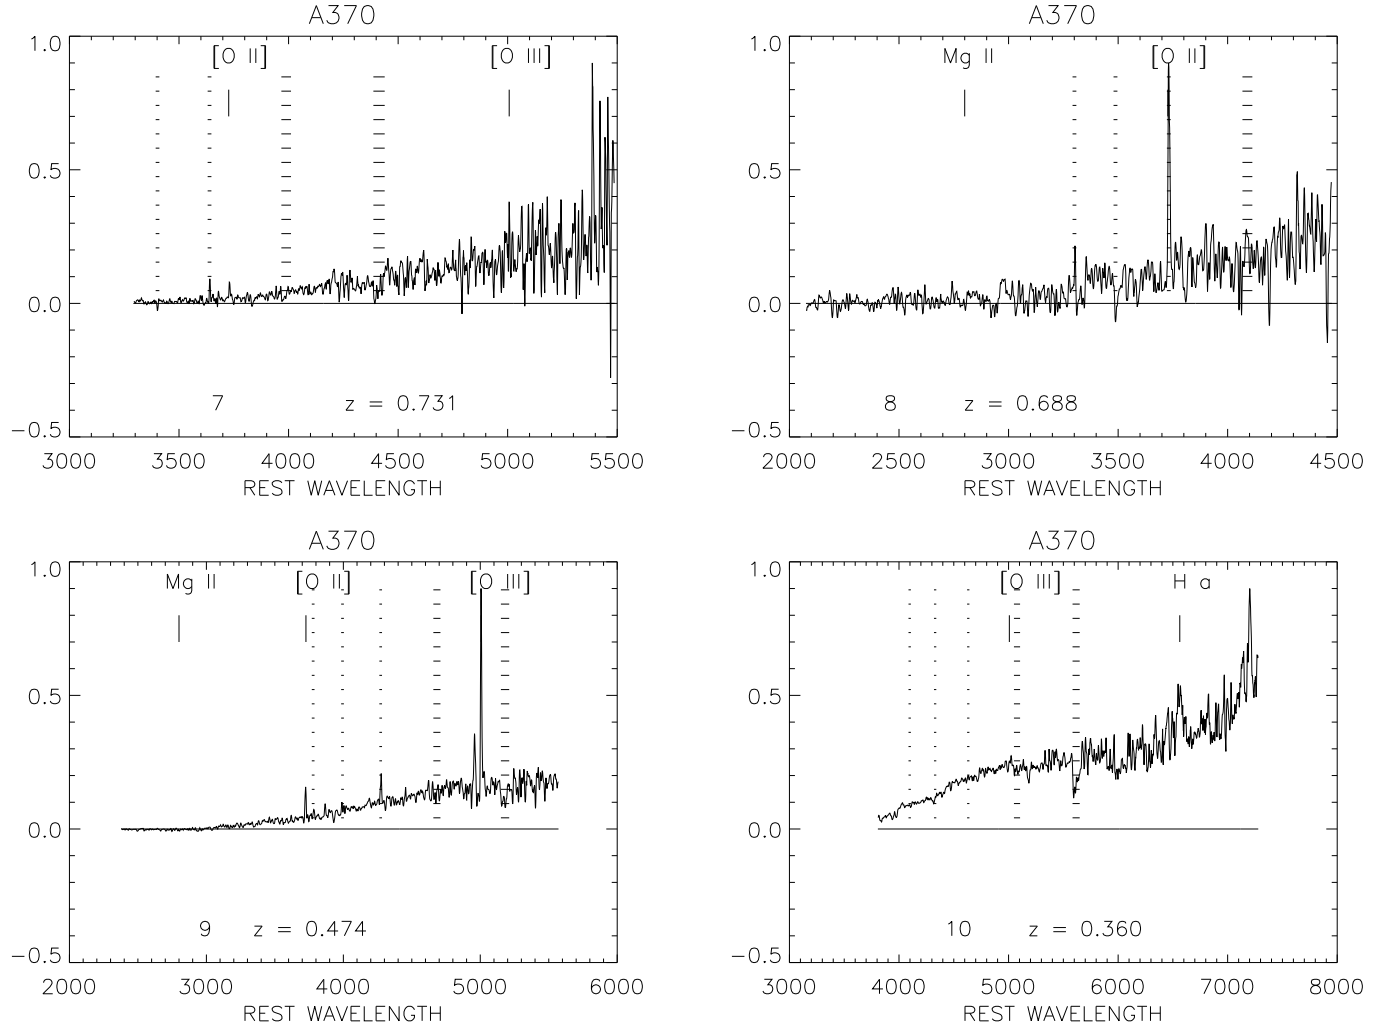 A370
1.0
[O II] [O III]
0.5
0.0
7 z = 0.731
−0.5
3000 3500 4000 4500 5000 5500
REST WAVELENGTH
A370
1.0
Mg II [O II]
0.5
0.0
8 z = 0.688
−0.5
2000 2500 3000 3500 4000 4500
REST WAVELENGTH
A370
1.0
Mg II [O II] [O III]
0.5
0.0
9 z = 0.474
−0.5
2000 3000 4000 5000 6000
REST WAVELENGTH
A370
1.0
[O III] H a
0.5
0.0
10 z = 0.360
−0.5
3000 4000 5000 6000 7000 8000
REST WAVELENGTH